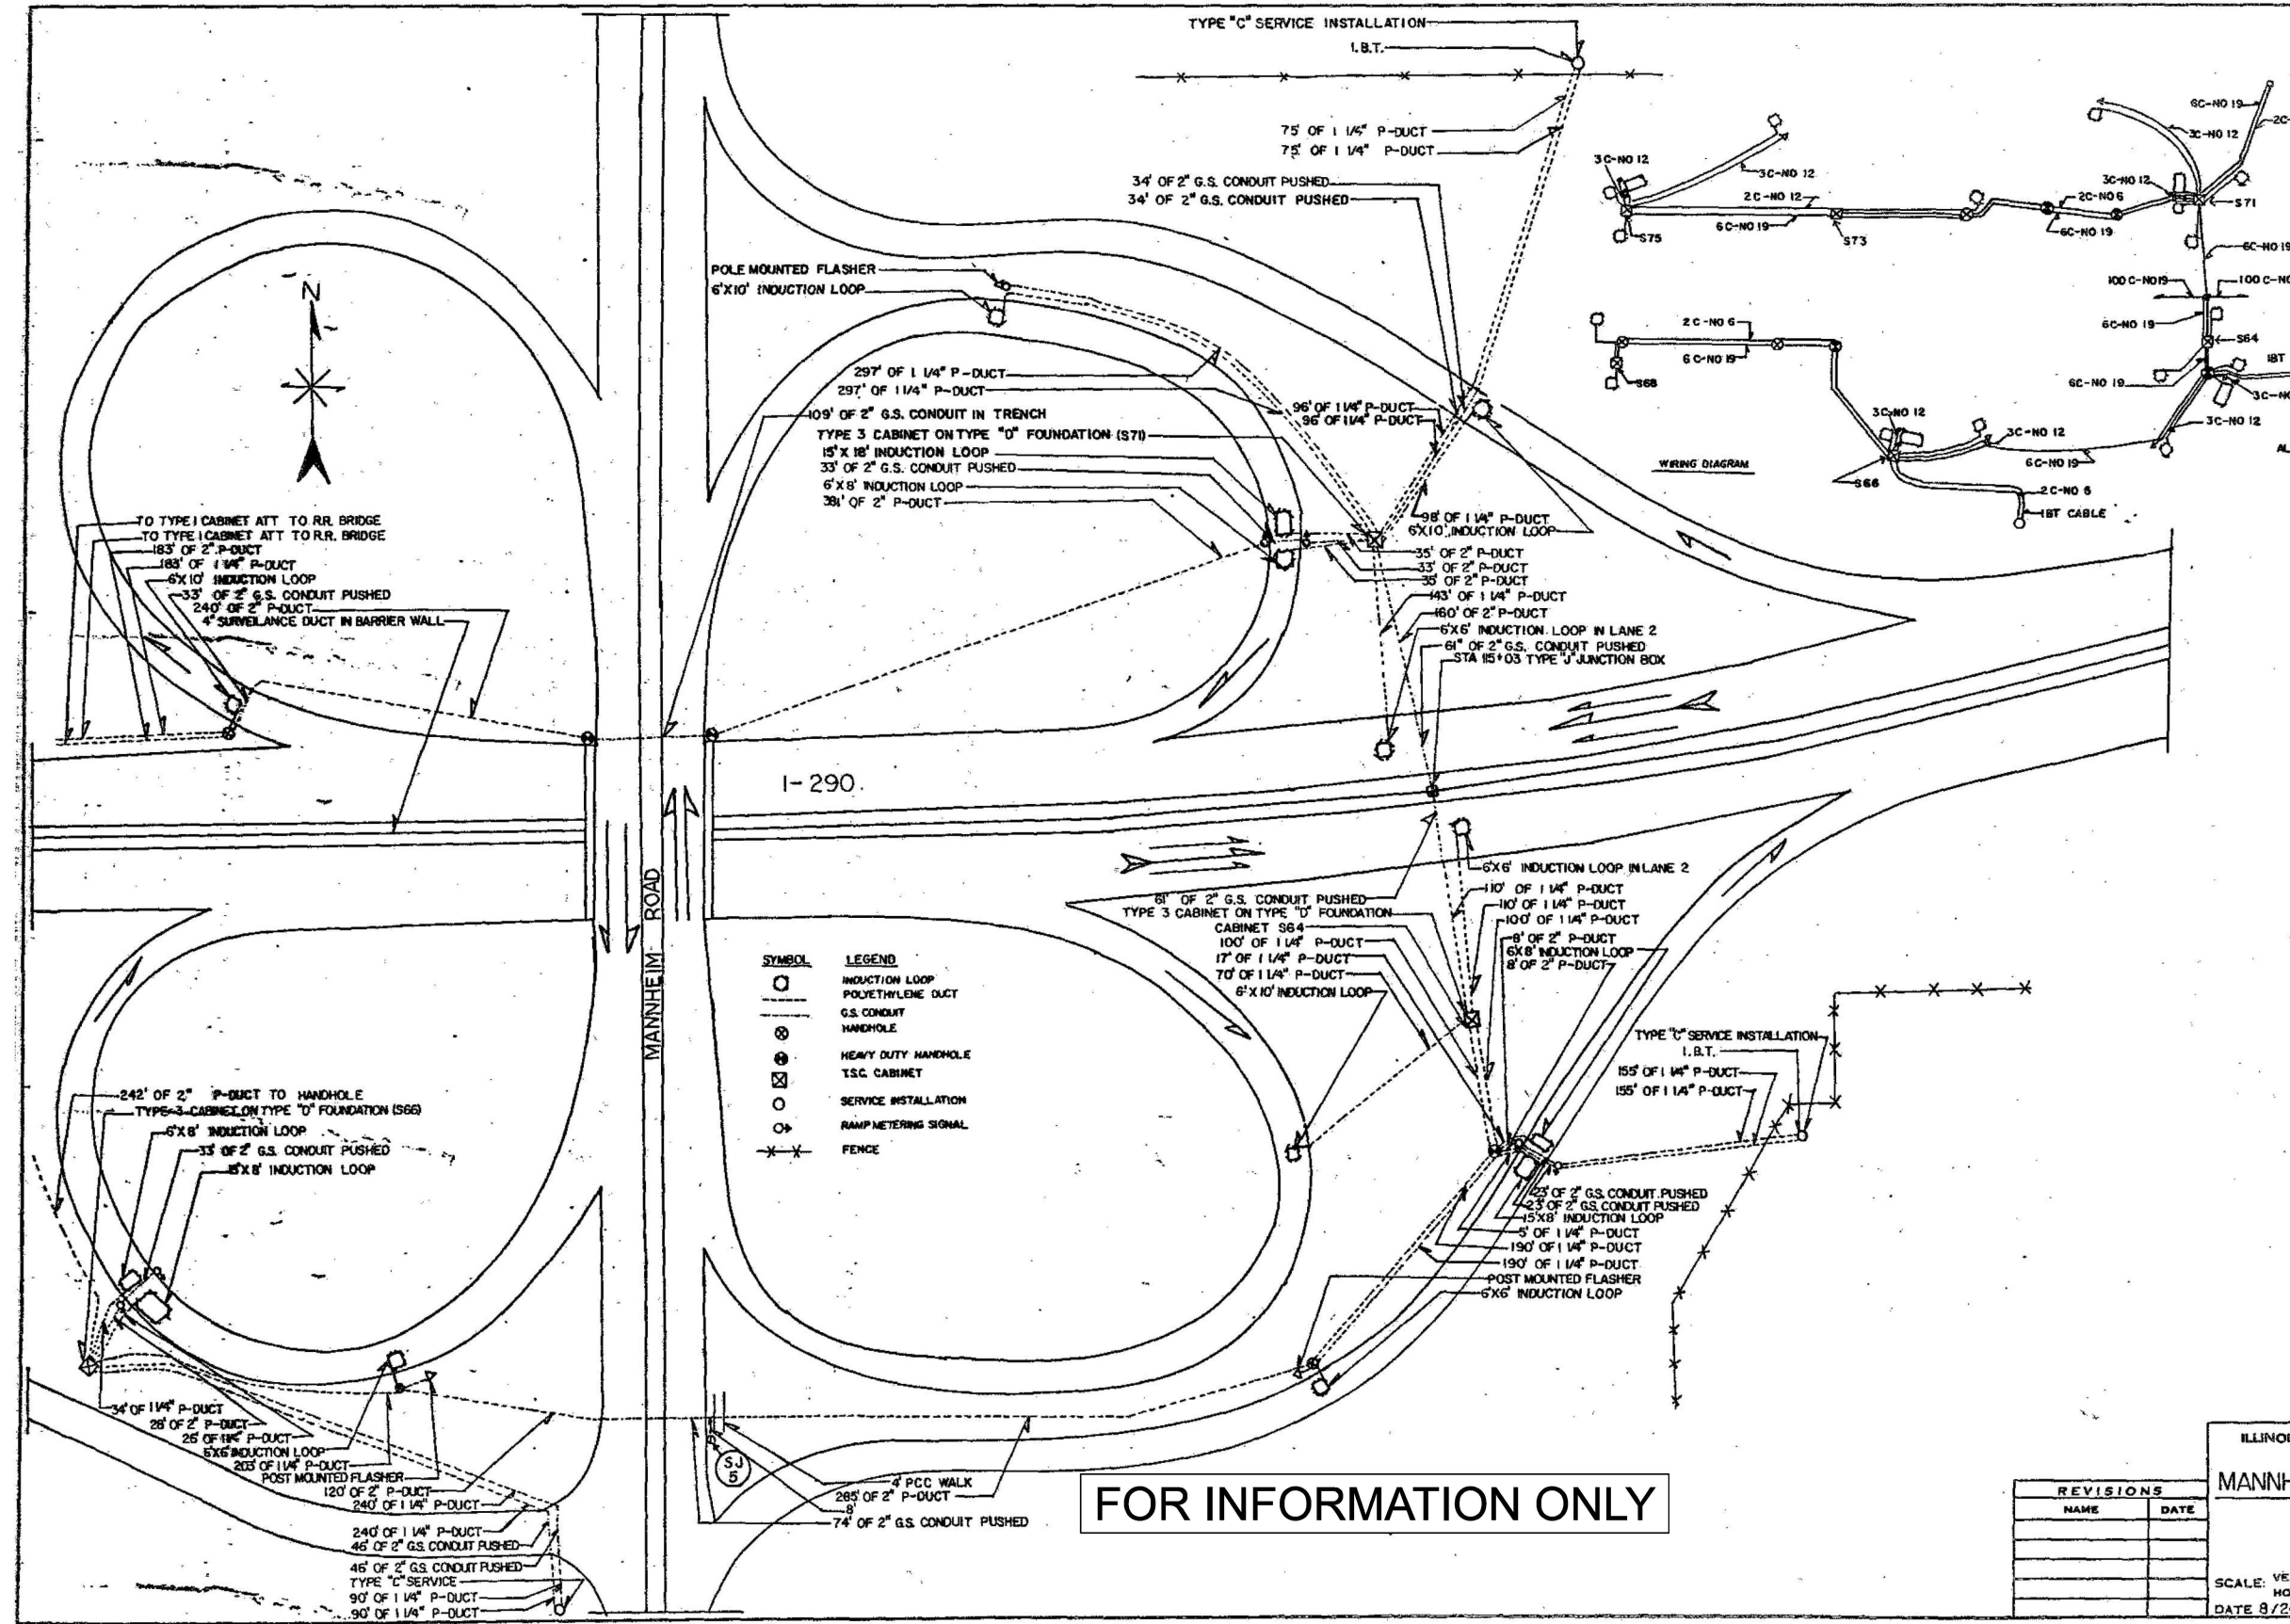 TYPE "C" SERVICE INSTALLATION
I.B.T.
75' OF 1 1/4" P-DUCT
75' OF 1 1/4" P-DUCT
34' OF 2" G.S. CONDUIT PUSHED
34' OF 2" G.S. CONDUIT PUSHED
POLE MOUNTED FLASHER
6'X10' INDUCTION LOOP
297' OF 1 1/4" P-DUCT
297' OF 1 1/4" P-DUCT
109' OF 2" G.S. CONDUIT IN TRENCH
TYPE 3 CABINET ON TYPE "D" FOUNDATION (S71)
15' X 18' INDUCTION LOOP
33' OF 2" G.S. CONDUIT PUSHED
6'X8' INDUCTION LOOP
381' OF 2" P-DUCT
96' OF 1 1/4" P-DUCT
96' OF 1 1/4" P-DUCT
98' OF 1 1/4" P-DUCT
6'X10' INDUCTION LOOP
35' OF 2" P-DUCT
33' OF 2" P-DUCT
35' OF 2" P-DUCT
143' OF 1 1/4" P-DUCT
160' OF 2" P-DUCT
6'X6' INDUCTION LOOP IN LANE 2
61" OF 2" G.S. CONDUIT PUSHED
STA 115+03 TYPE "J" JUNCTION BOX
N
TO TYPE I CABINET ATT TO R.R. BRIDGE
TO TYPE I CABINET ATT TO R.R. BRIDGE
183' OF 2" P-DUCT
183' OF 1 1/4" P-DUCT
6'X10' INDUCTION LOOP
33' OF 2" G.S. CONDUIT PUSHED
240' OF 2" P-DUCT
4" SURVEILANCE DUCT IN BARRIER WALL
3C-NO 12
3C-NO 12
2C-NO 12
6C-NO 19
S75
S73
6C-NO 19
3C-NO 12
2C-
3C-NO 12
2C-NO 6
6C-NO 19
S71
6C-NO 19
100 C-NO19
100 C-NO
6C-NO 19
S64
IBT
6C-NO 19
3C-NO
3C-NO 12
2C-NO 6
6C-NO 19
S68
3C-NO 12
3C-NO 12
6C-NO 19
AL
WIRING DIAGRAM
S66
2C-NO 6
IBT CABLE
I-290.
MANNHEIM ROAD
6'X6' INDUCTION LOOP IN LANE 2
110' OF 1 1/4" P-DUCT
110' OF 1 1/4" P-DUCT
100' OF 1 1/4" P-DUCT
8' OF 2" P-DUCT
6'X8' INDUCTION LOOP
8' OF 2" P-DUCT
61' OF 2" G.S. CONDUIT PUSHED
TYPE 3 CABINET ON TYPE "D" FOUNDATION
CABINET S64
100' OF 1 1/4" P-DUCT
17' OF 1 1/4" P-DUCT
70' OF 1 1/4" P-DUCT
6' X 10' INDUCTION LOOP
SYMBOL LEGEND
INDUCTION LOOP
POLYETHYLENE DUCT
G.S. CONDUIT
HANDHOLE
HEAVY DUTY HANDHOLE
T.S.C. CABINET
SERVICE INSTALLATION
RAMP METERING SIGNAL
FENCE
TYPE "C" SERVICE INSTALLATION
I.B.T.
155' OF 1 1/4" P-DUCT
155' OF 1 1/4" P-DUCT
242' OF 2" P-DUCT TO HANDHOLE
TYPE-3-CABINET ON TYPE "D" FOUNDATION (S66)
6'X8' INDUCTION LOOP
33' OF 2" G.S. CONDUIT PUSHED
15'X8' INDUCTION LOOP
23' OF 2" G.S. CONDUIT PUSHED
23' OF 2" G.S. CONDUIT PUSHED
15'X8' INDUCTION LOOP
5' OF 1 1/4" P-DUCT
190' OF 1 1/4" P-DUCT
190' OF 1 1/4" P-DUCT
POST MOUNTED FLASHER
6'X6' INDUCTION LOOP
34' OF 1 1/4" P-DUCT
28' OF 2" P-DUCT
26' OF 1 1/4" P-DUCT
6'X6' INDUCTION LOOP
203' OF 1 1/4" P-DUCT
POST MOUNTED FLASHER
120' OF 2" P-DUCT
240' OF 1 1/4" P-DUCT
240' OF 1 1/4" P-DUCT
46' OF 2" G.S. CONDUIT PUSHED
46' OF 2" G.S. CONDUIT PUSHED
TYPE "C" SERVICE
90' OF 1 1/4" P-DUCT
90' OF 1 1/4" P-DUCT
SJ
5
4' PCC WALK
265' OF 2" P-DUCT
8'
74' OF 2" G.S. CONDUIT PUSHED
FOR INFORMATION ONLY
REVISIONS
NAME DATE
ILLINO
MANNH
SCALE: VE
HO
DATE 8/2